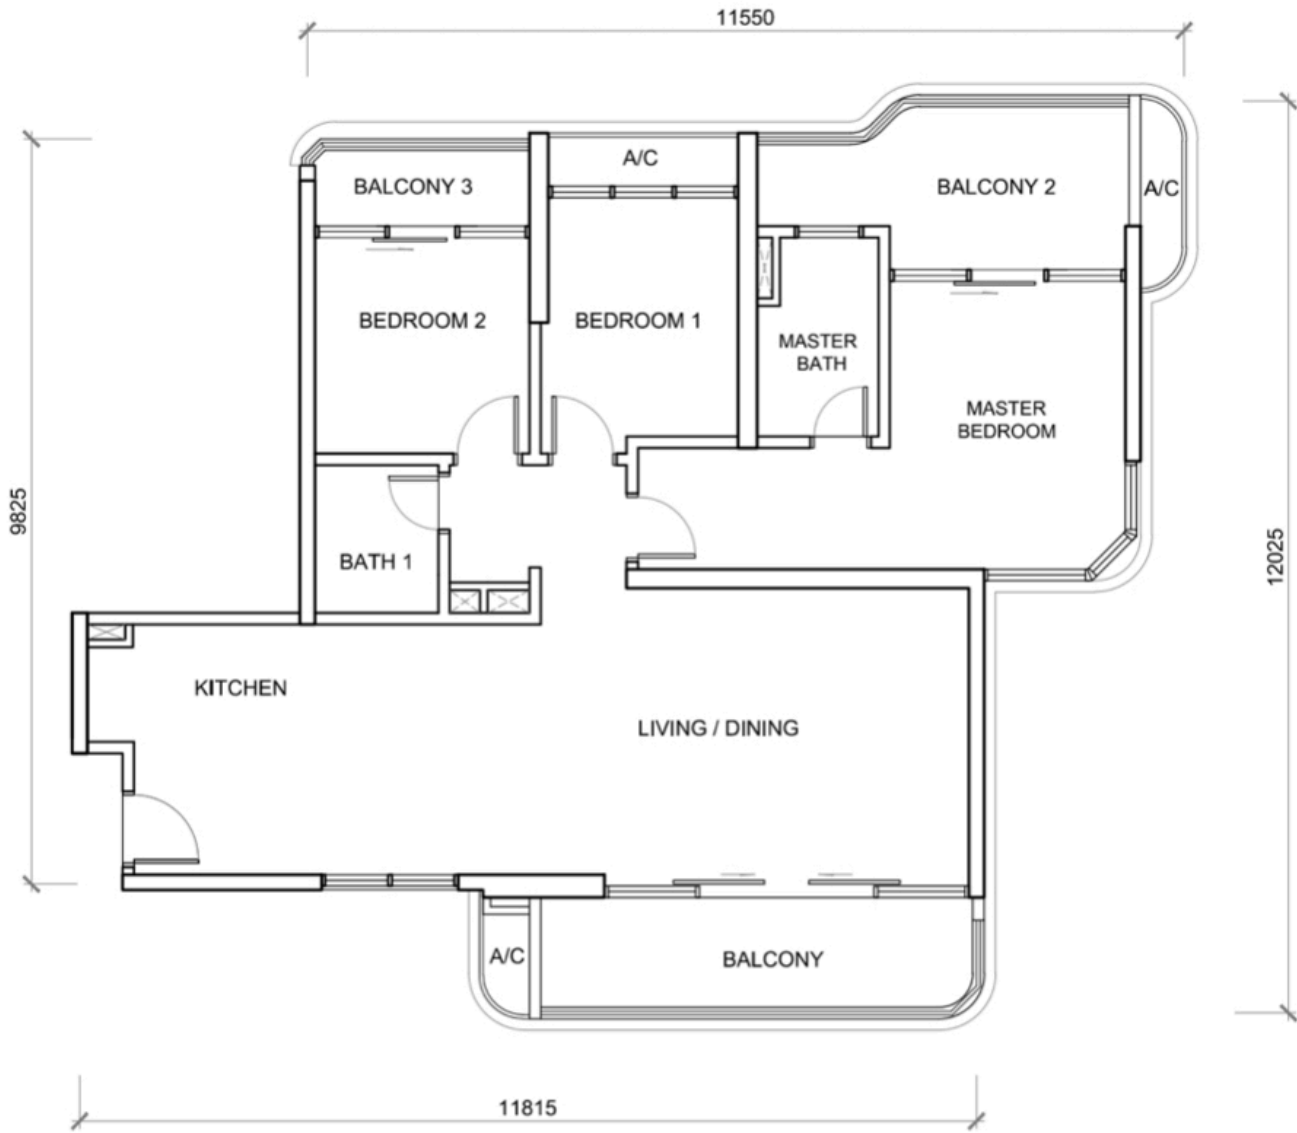 11550
A/C
BALCONY 3
BALCONY 2
A/C
BEDROOM 2
BEDROOM 1
MASTER
BATH
MASTER
BEDROOM
9825
BATH 1
12025
KITCHEN
LIVING / DINING
A/C
BALCONY
11815